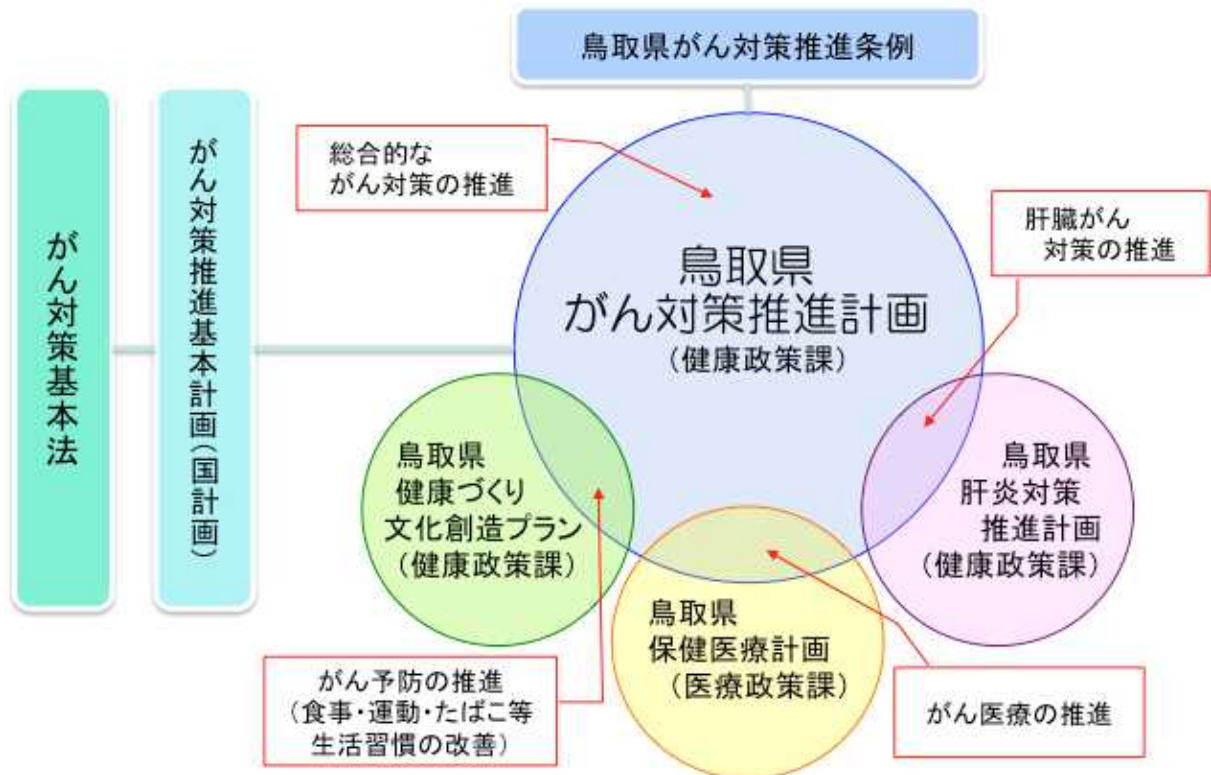 鳥取県がん対策推進条例
がん対策基本法
がん対策推進基本計画(国計画)
総合的な
がん対策の推進
肝臓がん
対策の推進
鳥取県
がん対策推進計画
(健康政策課)
鳥取県
健康づくり
文化創造プラン
(健康政策課)
鳥取県
肝炎対策
推進計画
(健康政策課)
鳥取県
保健医療計画
(医療政策課)
がん予防の推進
(食事・運動・たばこ等
生活習慣の改善)
がん医療の推進